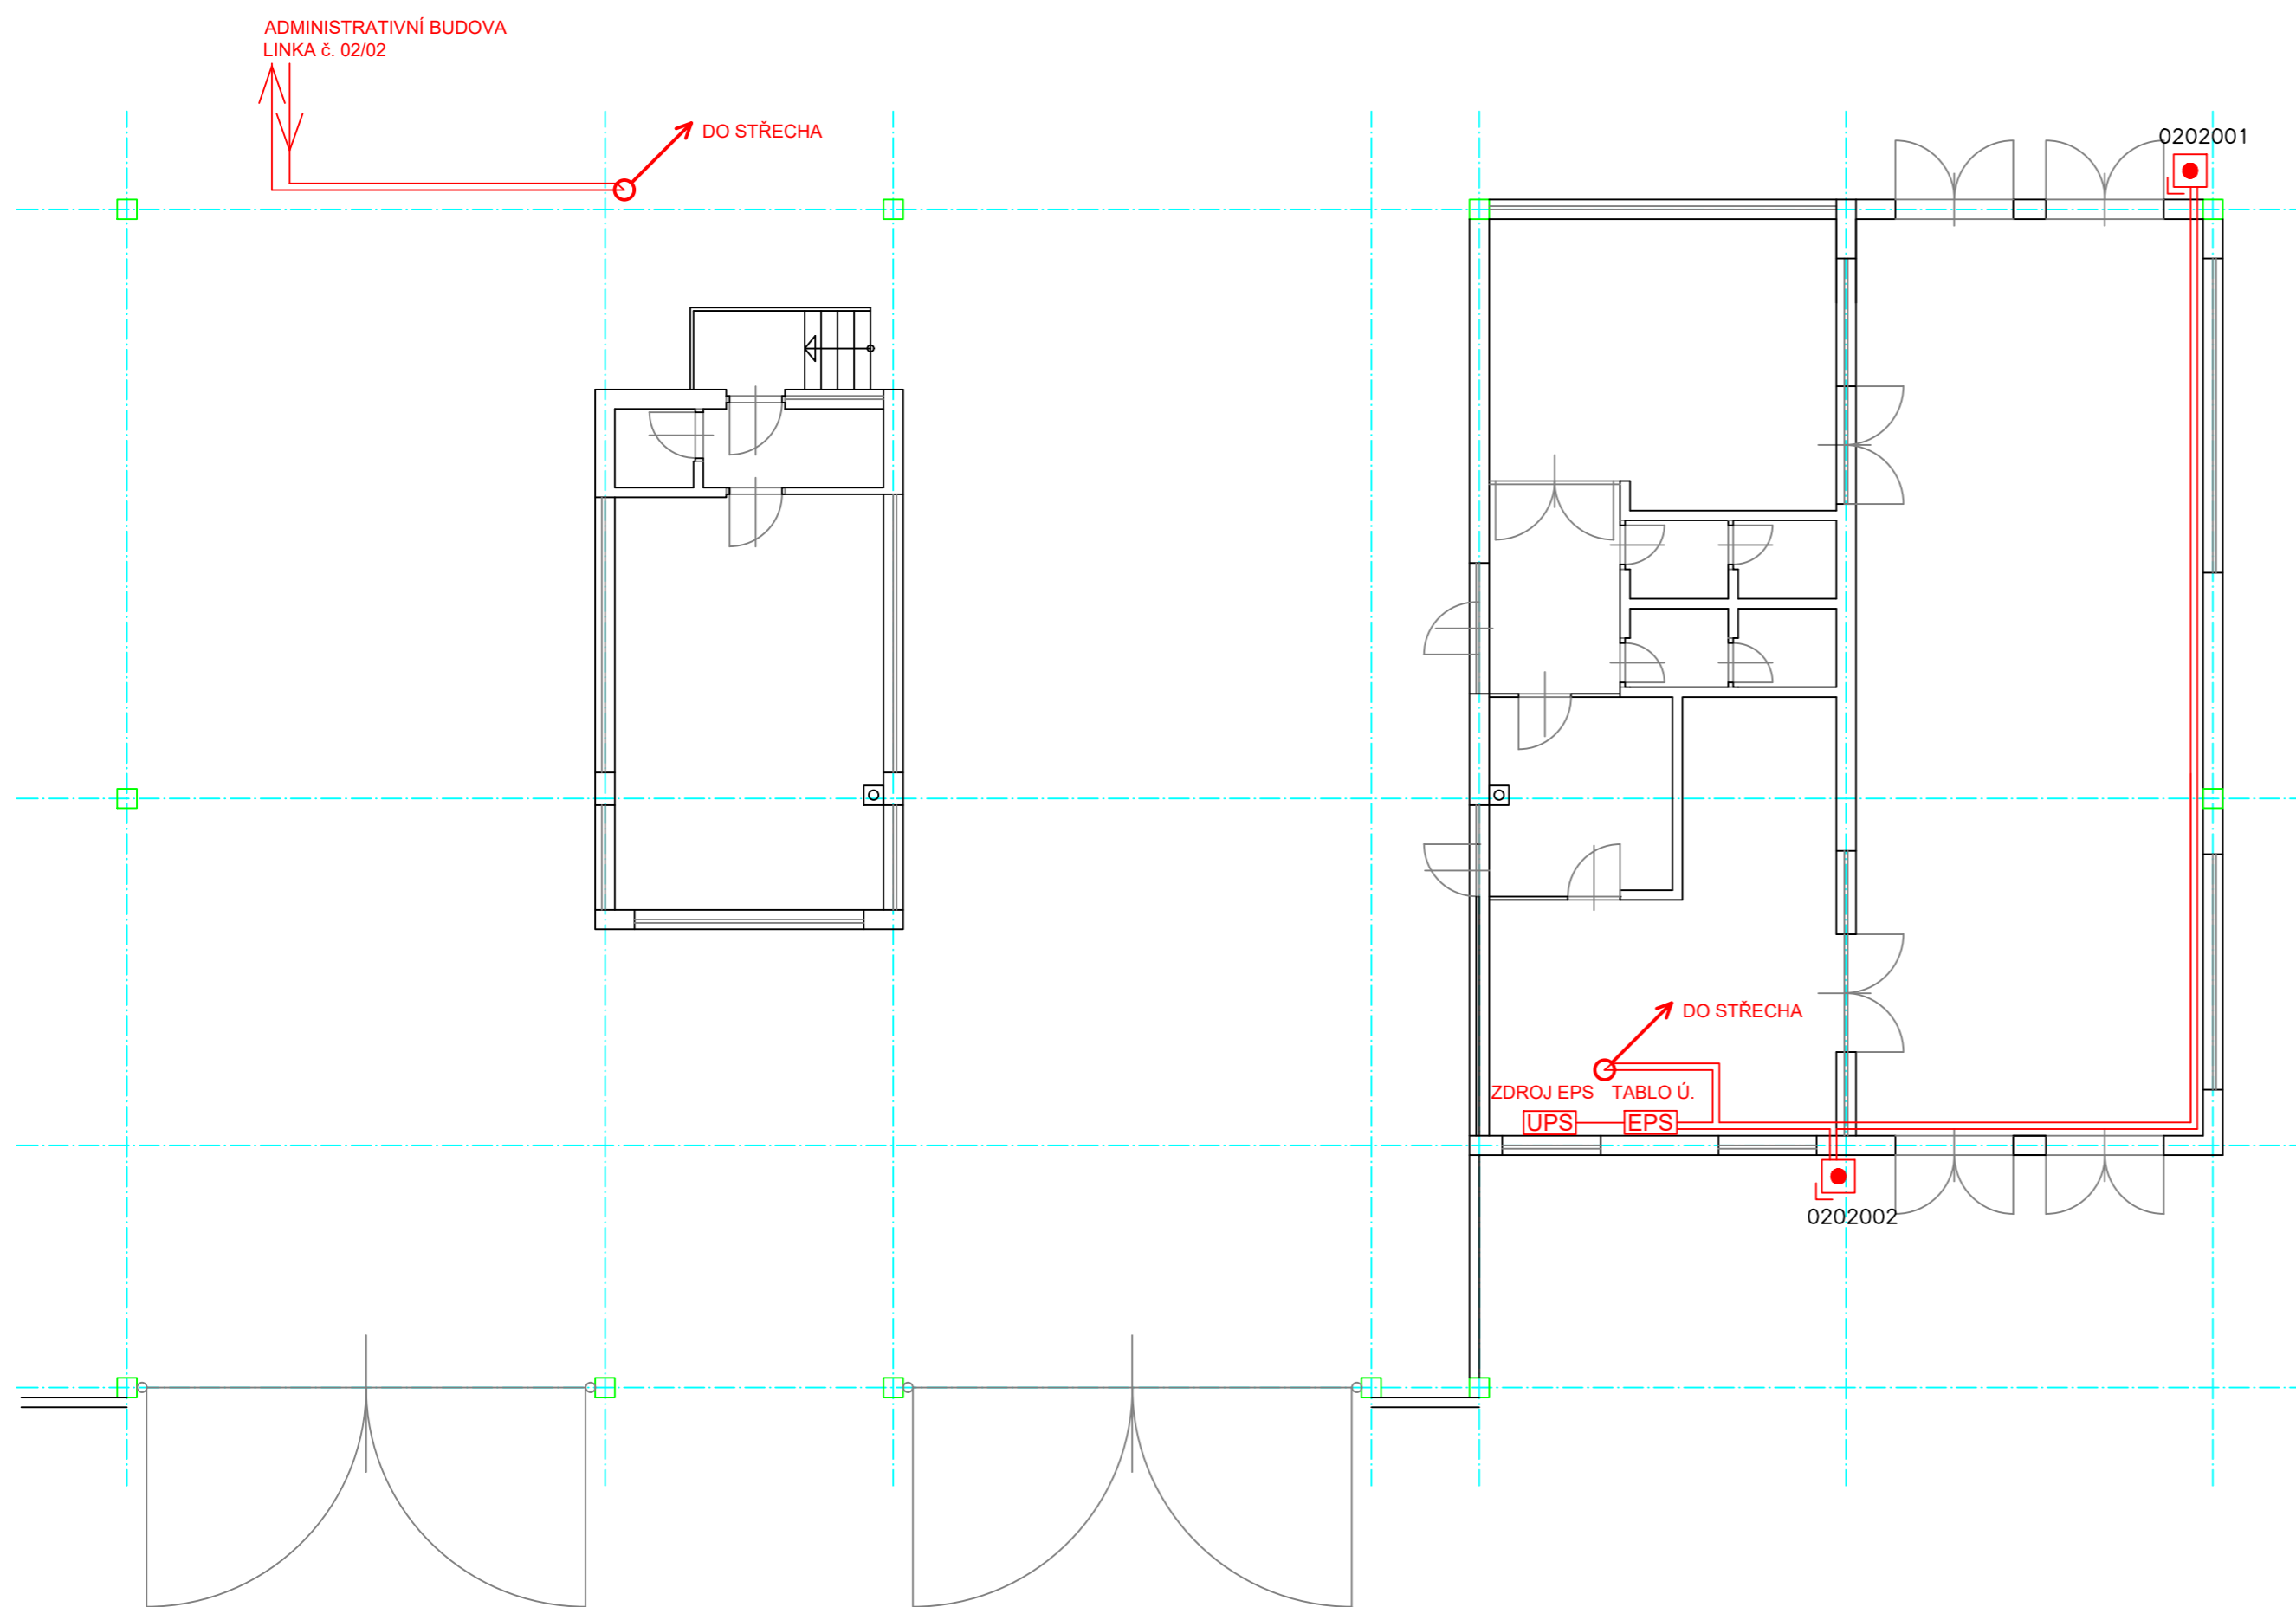 ADMINISTRATIVNÍ BUDOVA
LINKA č. 02/02
DO STŘECHA
0202001
DO STŘECHA
ZDROJ EPS
TABLO Ú.
UPS
EPS
0202002